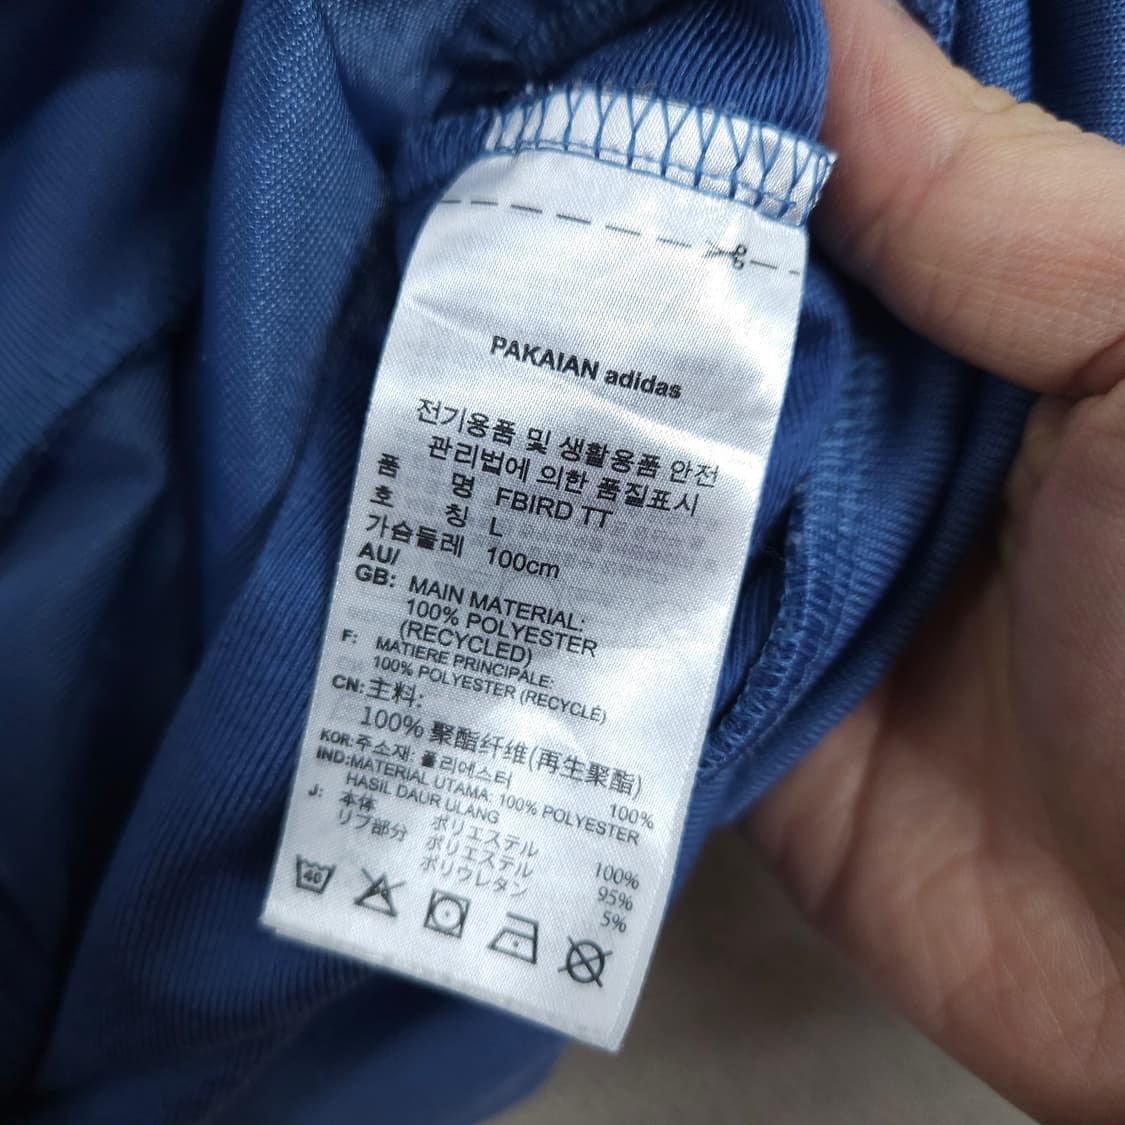 PAKAIAN adidas
전기용품 및 생활용품 안전
관리법에 의한 품질표시
품 명 FBIRD TT
호 칭 L
가슴둘레 100cm
AU/
GB: MAIN MATERIAL:
100% POLYESTER
(RECYCLED)
F: MATIERE PRINCIPALE:
100% POLYESTER (RECYCLÉ)
CN: 主料:
100% 聚酯纤维(再生聚酯)
KOR: 주소재: 폴리에스터 100%
IND: MATERIAL UTAMA: 100% POLYESTER
HASIL DAUR ULANG
J: 本体 ポリエステル 100%
リブ部分 ポリエステル 95%
ポリウレタン 5%
40